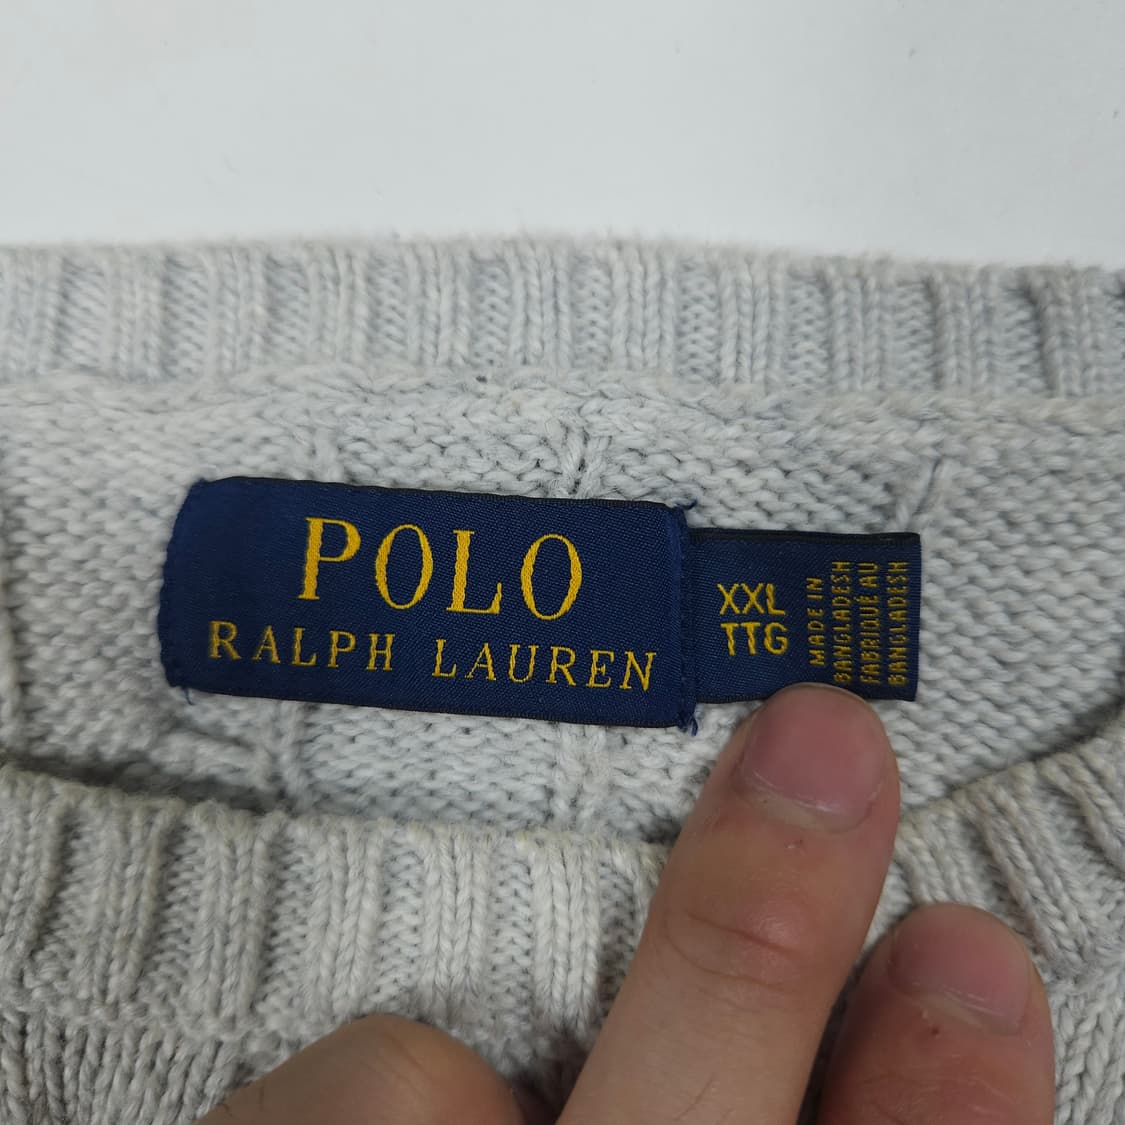 POLO
RALPH LAUREN
XXL
TTG
MADE IN
BANGLADESH
FABRIQUÉ AU
BANGLADESH